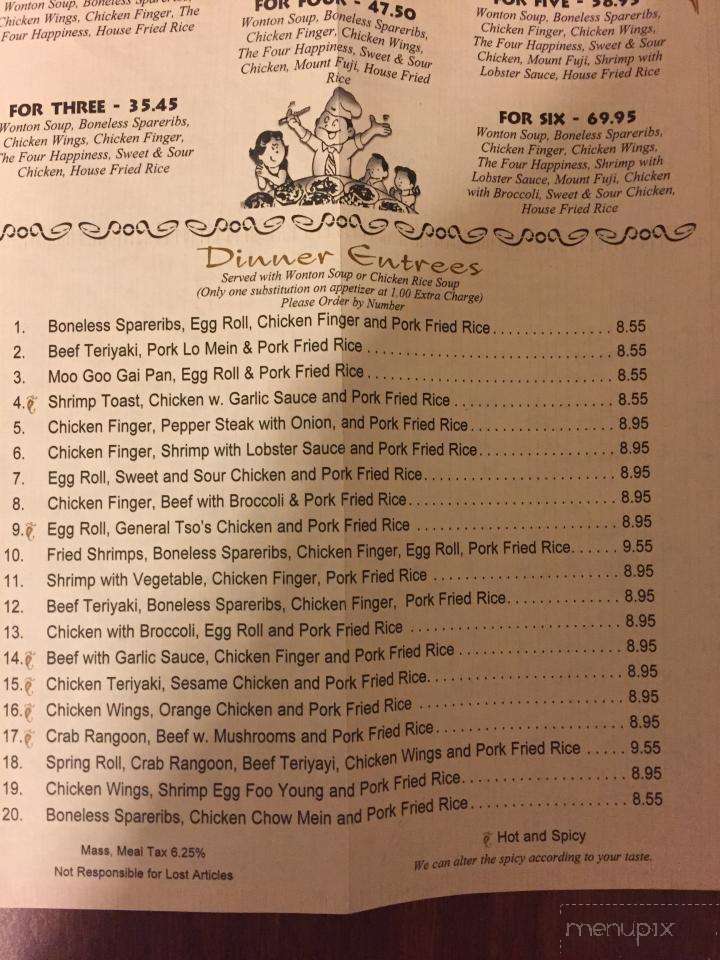 Wonton Soup, Boneless Spareribs,
Chicken Wings, Chicken Finger, The
Four Happiness, House Fried Rice
FOR FOUR - 47.50
Wonton Soup, Boneless Spareribs,
Chicken Finger, Chicken Wings,
The Four Happiness, Sweet & Sour
Chicken, Mount Fuji, House Fried
Rice
FOR FIVE - 58.95
Wonton Soup, Boneless Spareribs,
Chicken Finger, Chicken Wings,
The Four Happiness, Sweet & Sour
Chicken, Mount Fuji, Shrimp with
Lobster Sauce, House Fried Rice
FOR THREE - 35.45
Wonton Soup, Boneless Spareribs,
Chicken Wings, Chicken Finger,
The Four Happiness, Sweet & Sour
Chicken, House Fried Rice
FOR SIX - 69.95
Wonton Soup, Boneless Spareribs,
Chicken Finger, Chicken Wings,
The Four Happiness, Shrimp with
Lobster Sauce, Mount Fuji, Chicken
with Broccoli, Sweet & Sour Chicken,
House Fried Rice
Dinner Entrees
Served with Wonton Soup or Chicken Rice Soup
(Only one substitution on appetizer at 1.00 Extra Charge)
Please Order by Number
1. Boneless Spareribs, Egg Roll, Chicken Finger and Pork Fried Rice 8.55
2. Beef Teriyaki, Pork Lo Mein & Pork Fried Rice 8.55
3. Moo Goo Gai Pan, Egg Roll & Pork Fried Rice 8.55
4. Shrimp Toast, Chicken w. Garlic Sauce and Pork Fried Rice 8.55
5. Chicken Finger, Pepper Steak with Onion, and Pork Fried Rice 8.95
6. Chicken Finger, Shrimp with Lobster Sauce and Pork Fried Rice 8.95
7. Egg Roll, Sweet and Sour Chicken and Pork Fried Rice 8.95
8. Chicken Finger, Beef with Broccoli & Pork Fried Rice 8.95
9. Egg Roll, General Tso's Chicken and Pork Fried Rice 8.95
10. Fried Shrimps, Boneless Spareribs, Chicken Finger, Egg Roll, Pork Fried Rice 9.55
11. Shrimp with Vegetable, Chicken Finger, Pork Fried Rice 8.95
12. Beef Teriyaki, Boneless Spareribs, Chicken Finger, Pork Fried Rice 8.95
13. Chicken with Broccoli, Egg Roll and Pork Fried Rice 8.95
14. Beef with Garlic Sauce, Chicken Finger and Pork Fried Rice 8.95
15. Chicken Teriyaki, Sesame Chicken and Pork Fried Rice 8.95
16. Chicken Wings, Orange Chicken and Pork Fried Rice 8.95
17. Crab Rangoon, Beef w. Mushrooms and Pork Fried Rice 8.95
18. Spring Roll, Crab Rangoon, Beef Teriyayi, Chicken Wings and Pork Fried Rice 9.55
19. Chicken Wings, Shrimp Egg Foo Young and Pork Fried Rice 8.95
20. Boneless Spareribs, Chicken Chow Mein and Pork Fried Rice 8.55
Mass, Meal Tax 6.25%
Not Responsible for Lost Articles
Hot and Spicy
We can alter the spicy according to your taste.
menupix